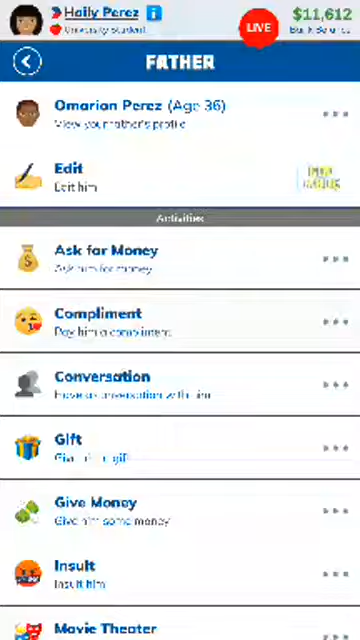 Haily Perez
University Student
LIVE
$11,612
Bank Balance
FATHER
Omarion Perez (Age 36)
View your father's profile
Edit
Edit him
Activities
Ask for Money
Ask him for money
Compliment
Pay him a compliment
Conversation
Have a conversation with him
Gift
Give him a gift
Give Money
Give him some money
Insult
Insult him
Movie Theater